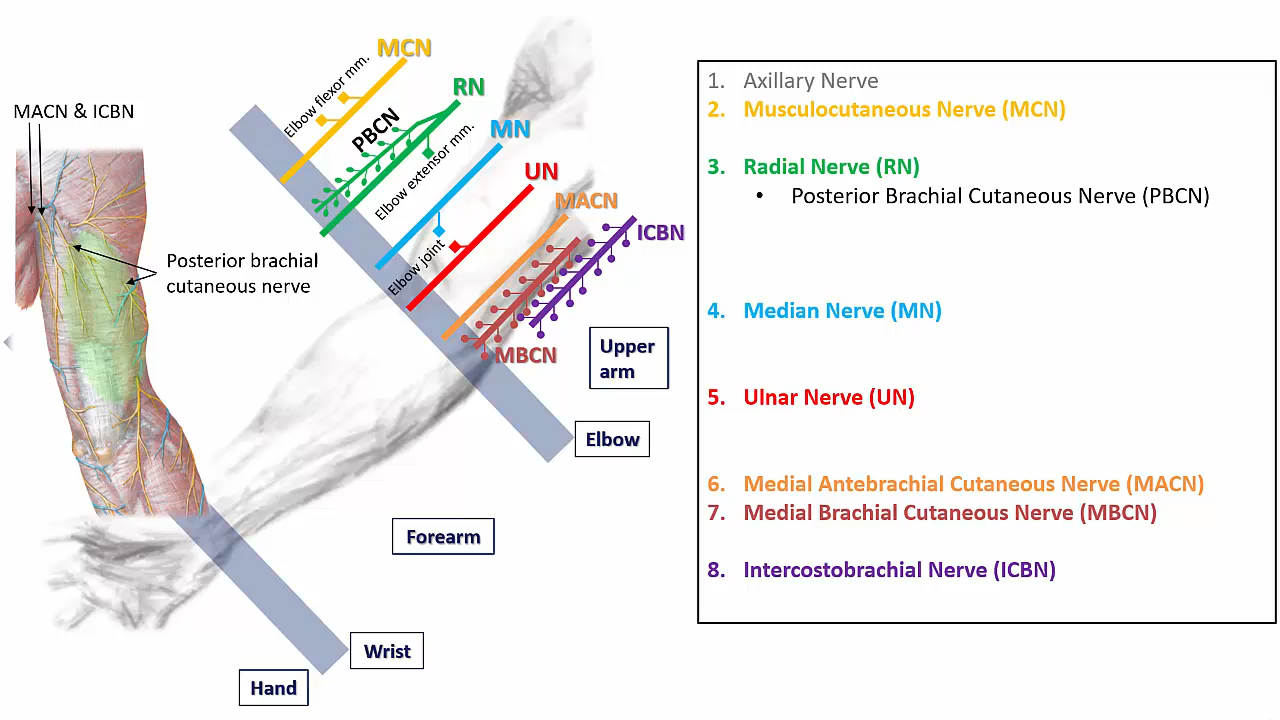 MCN
Elbow flexor mm.
RN
PBCN
Elbow extensor mm.
MN
UN
Elbow joint
MACN
ICBN
MBCN
MACN & ICBN
Posterior brachial
cutaneous nerve
Upper
arm
Elbow
Forearm
Wrist
Hand
1. Axillary Nerve
2. Musculocutaneous Nerve (MCN)
3. Radial Nerve (RN)
• Posterior Brachial Cutaneous Nerve (PBCN)
4. Median Nerve (MN)
5. Ulnar Nerve (UN)
6. Medial Antebrachial Cutaneous Nerve (MACN)
7. Medial Brachial Cutaneous Nerve (MBCN)
8. Intercostobrachial Nerve (ICBN)